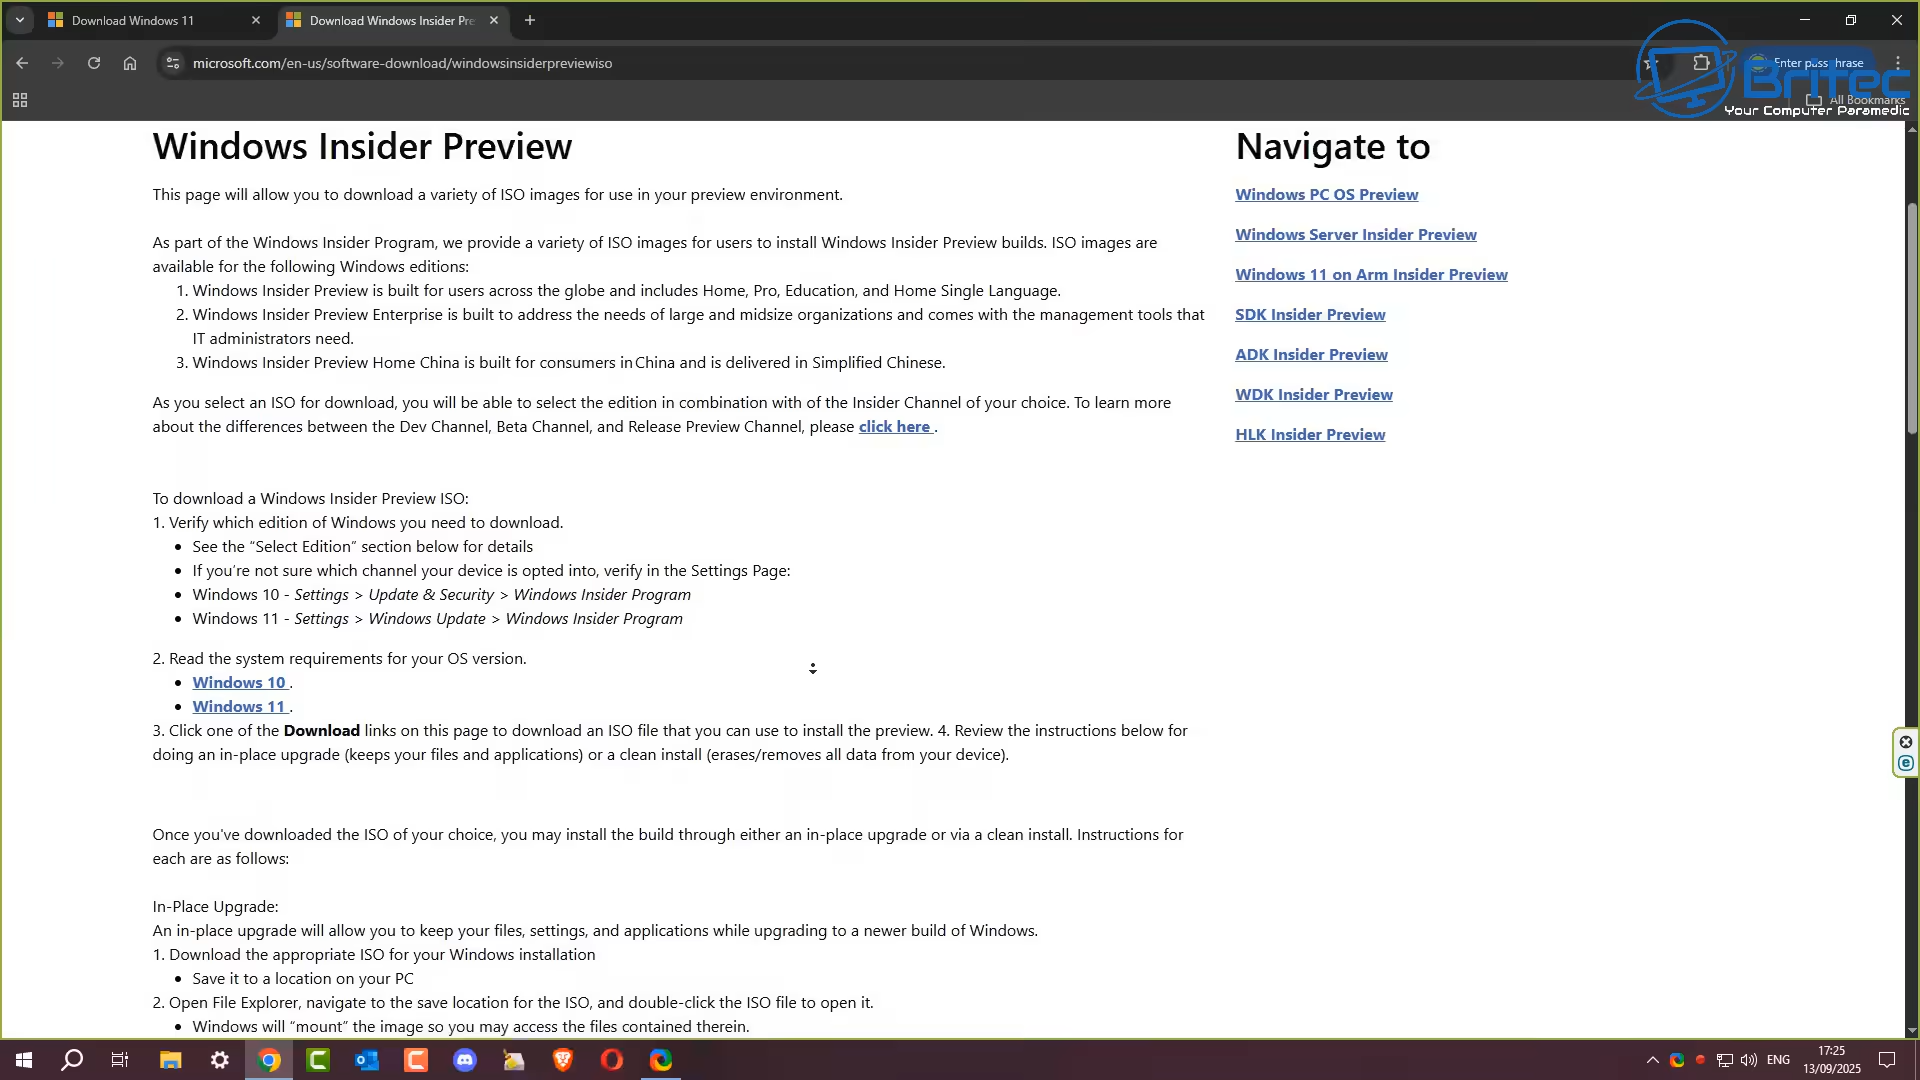 Download Windows 11
Download Windows Insider Pre
microsoft.com/en-us/software-download/windowsinsiderpreviewiso
Enter passphrase
All Bookmarks
Britec
Your Computer Paramedic
Windows Insider Preview
This page will allow you to download a variety of ISO images for use in your preview environment.
As part of the Windows Insider Program, we provide a variety of ISO images for users to install Windows Insider Preview builds. ISO images are
available for the following Windows editions:
1. Windows Insider Preview is built for users across the globe and includes Home, Pro, Education, and Home Single Language.
2. Windows Insider Preview Enterprise is built to address the needs of large and midsize organizations and comes with the management tools that
IT administrators need.
3. Windows Insider Preview Home China is built for consumers in China and is delivered in Simplified Chinese.
As you select an ISO for download, you will be able to select the edition in combination with of the Insider Channel of your choice. To learn more
about the differences between the Dev Channel, Beta Channel, and Release Preview Channel, please click here .
To download a Windows Insider Preview ISO:
1. Verify which edition of Windows you need to download.
• See the “Select Edition” section below for details
• If you’re not sure which channel your device is opted into, verify in the Settings Page:
• Windows 10 - Settings > Update & Security > Windows Insider Program
• Windows 11 - Settings > Windows Update > Windows Insider Program
2. Read the system requirements for your OS version.
• Windows 10 .
• Windows 11 .
3. Click one of the Download links on this page to download an ISO file that you can use to install the preview. 4. Review the instructions below for
doing an in-place upgrade (keeps your files and applications) or a clean install (erases/removes all data from your device).
Once you've downloaded the ISO of your choice, you may install the build through either an in-place upgrade or via a clean install. Instructions for
each are as follows:
In-Place Upgrade:
An in-place upgrade will allow you to keep your files, settings, and applications while upgrading to a newer build of Windows.
1. Download the appropriate ISO for your Windows installation
• Save it to a location on your PC
2. Open File Explorer, navigate to the save location for the ISO, and double-click the ISO file to open it.
• Windows will “mount” the image so you may access the files contained therein.
Navigate to
Windows PC OS Preview
Windows Server Insider Preview
Windows 11 on Arm Insider Preview
SDK Insider Preview
ADK Insider Preview
WDK Insider Preview
HLK Insider Preview
ENG
17:25
13/09/2025